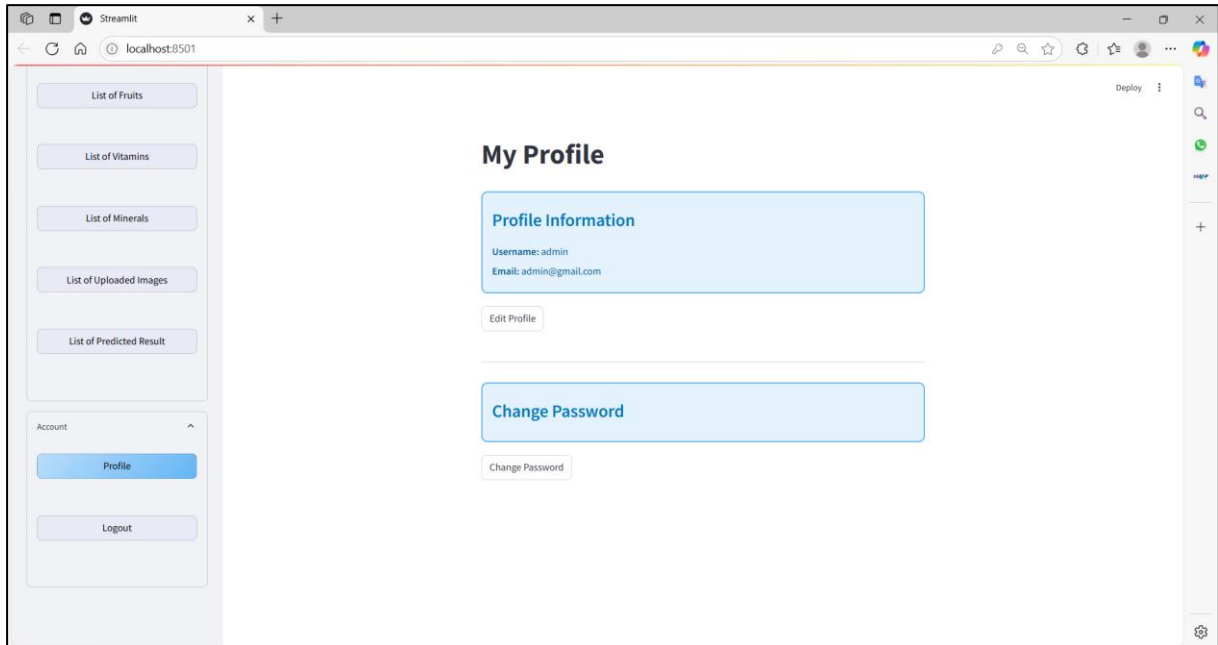 Streamlit
localhost:8501
List of Fruits
List of Vitamins
List of Minerals
List of Uploaded Images
List of Predicted Result
Account
Profile
Logout
Deploy
My Profile
Profile Information
Username: admin
Email: admin@gmail.com
Edit Profile
Change Password
Change Password